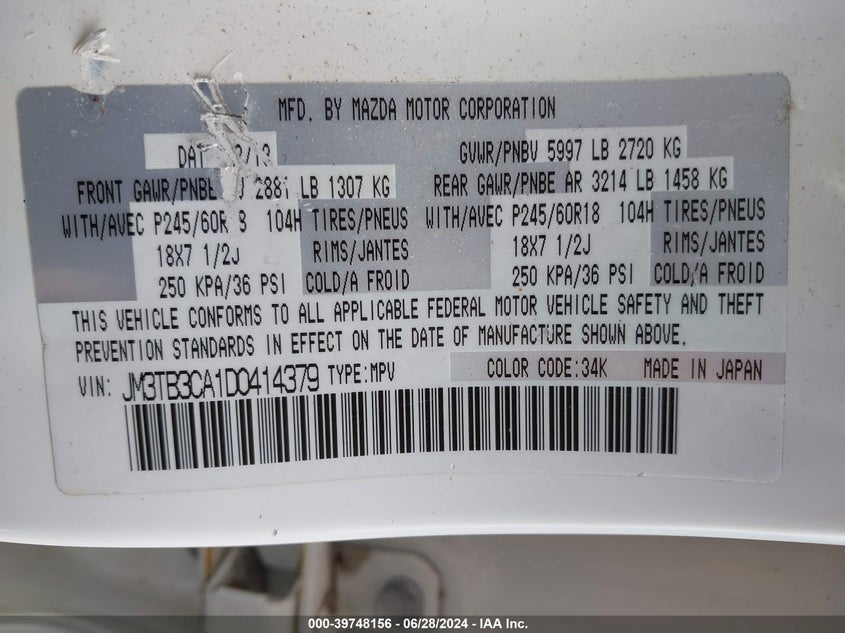 MFD. BY MAZDA MOTOR CORPORATION
DAT 2/13 GVWR/PNBV 5997 LB 2720 KG
FRONT GAWR/PNBE 2881 LB 1307 KG REAR GAWR/PNBE AR 3214 LB 1458 KG
WITH/AVEC P245/60R 8 104H TIRES/PNEUS WITH/AVEC P245/60R18 104H TIRES/PNEUS
18X7 1/2J RIMS/JANTES 18X7 1/2J RIMS/JANTES
250 KPA/36 PSI COLD/A FROID 250 KPA/36 PSI COLD/A FROID
THIS VEHICLE CONFORMS TO ALL APPLICABLE FEDERAL MOTOR VEHICLE SAFETY AND THEFT
PREVENTION STANDARDS IN EFFECT ON THE DATE OF MANUFACTURE SHOWN ABOVE.
VIN: JM3TB3CA1D0414379 TYPE:MPV COLOR CODE:34K MADE IN JAPAN
000-39748156 - 06/28/2024 - IAA Inc.